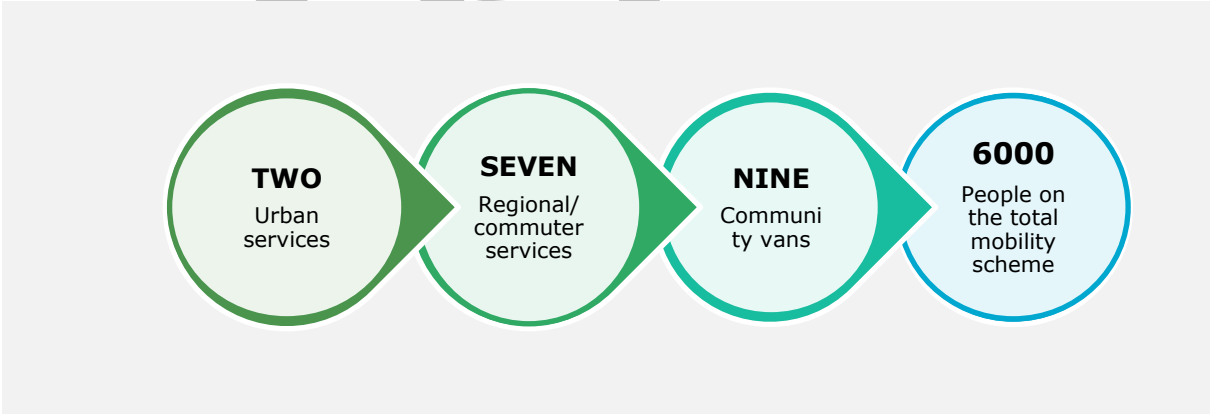 TWO
Urban
services
SEVEN
Regional/
commuter
services
NINE
Communi
ty vans
6000
People on
the total
mobility
scheme